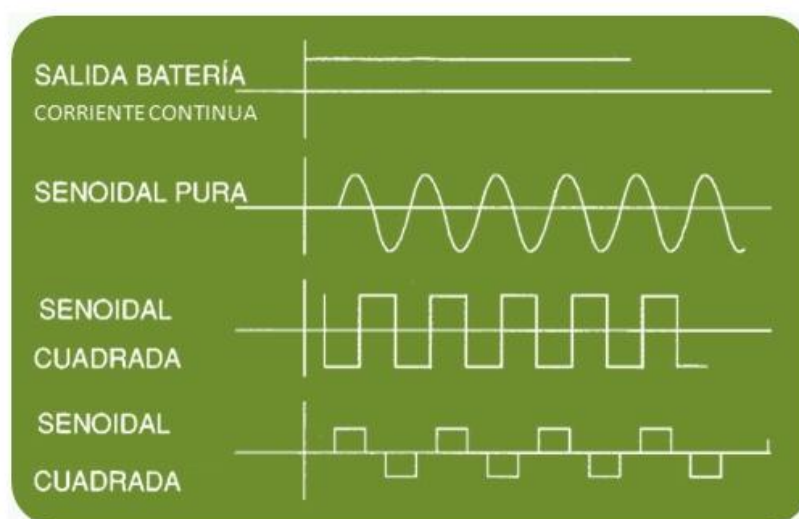 SALIDA BATERÍA
CORRIENTE CONTINUA
SENOIDAL PURA
SENOIDAL
CUADRADA
SENOIDAL
CUADRADA